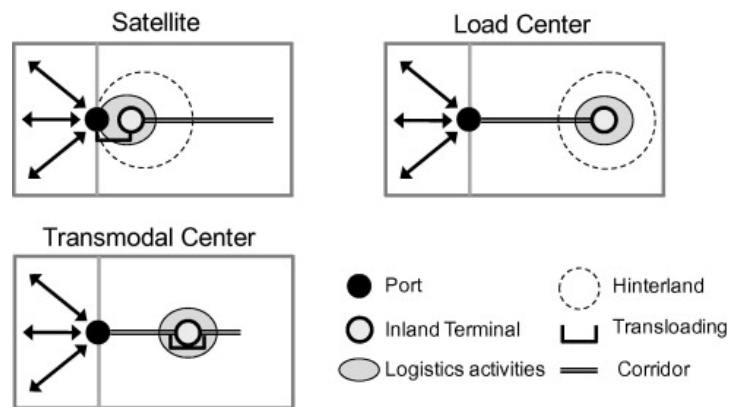 Satellite
Load Center
Transmodal Center
Port
Hinterland
Inland Terminal
Transloading
Logistics activities
Corridor